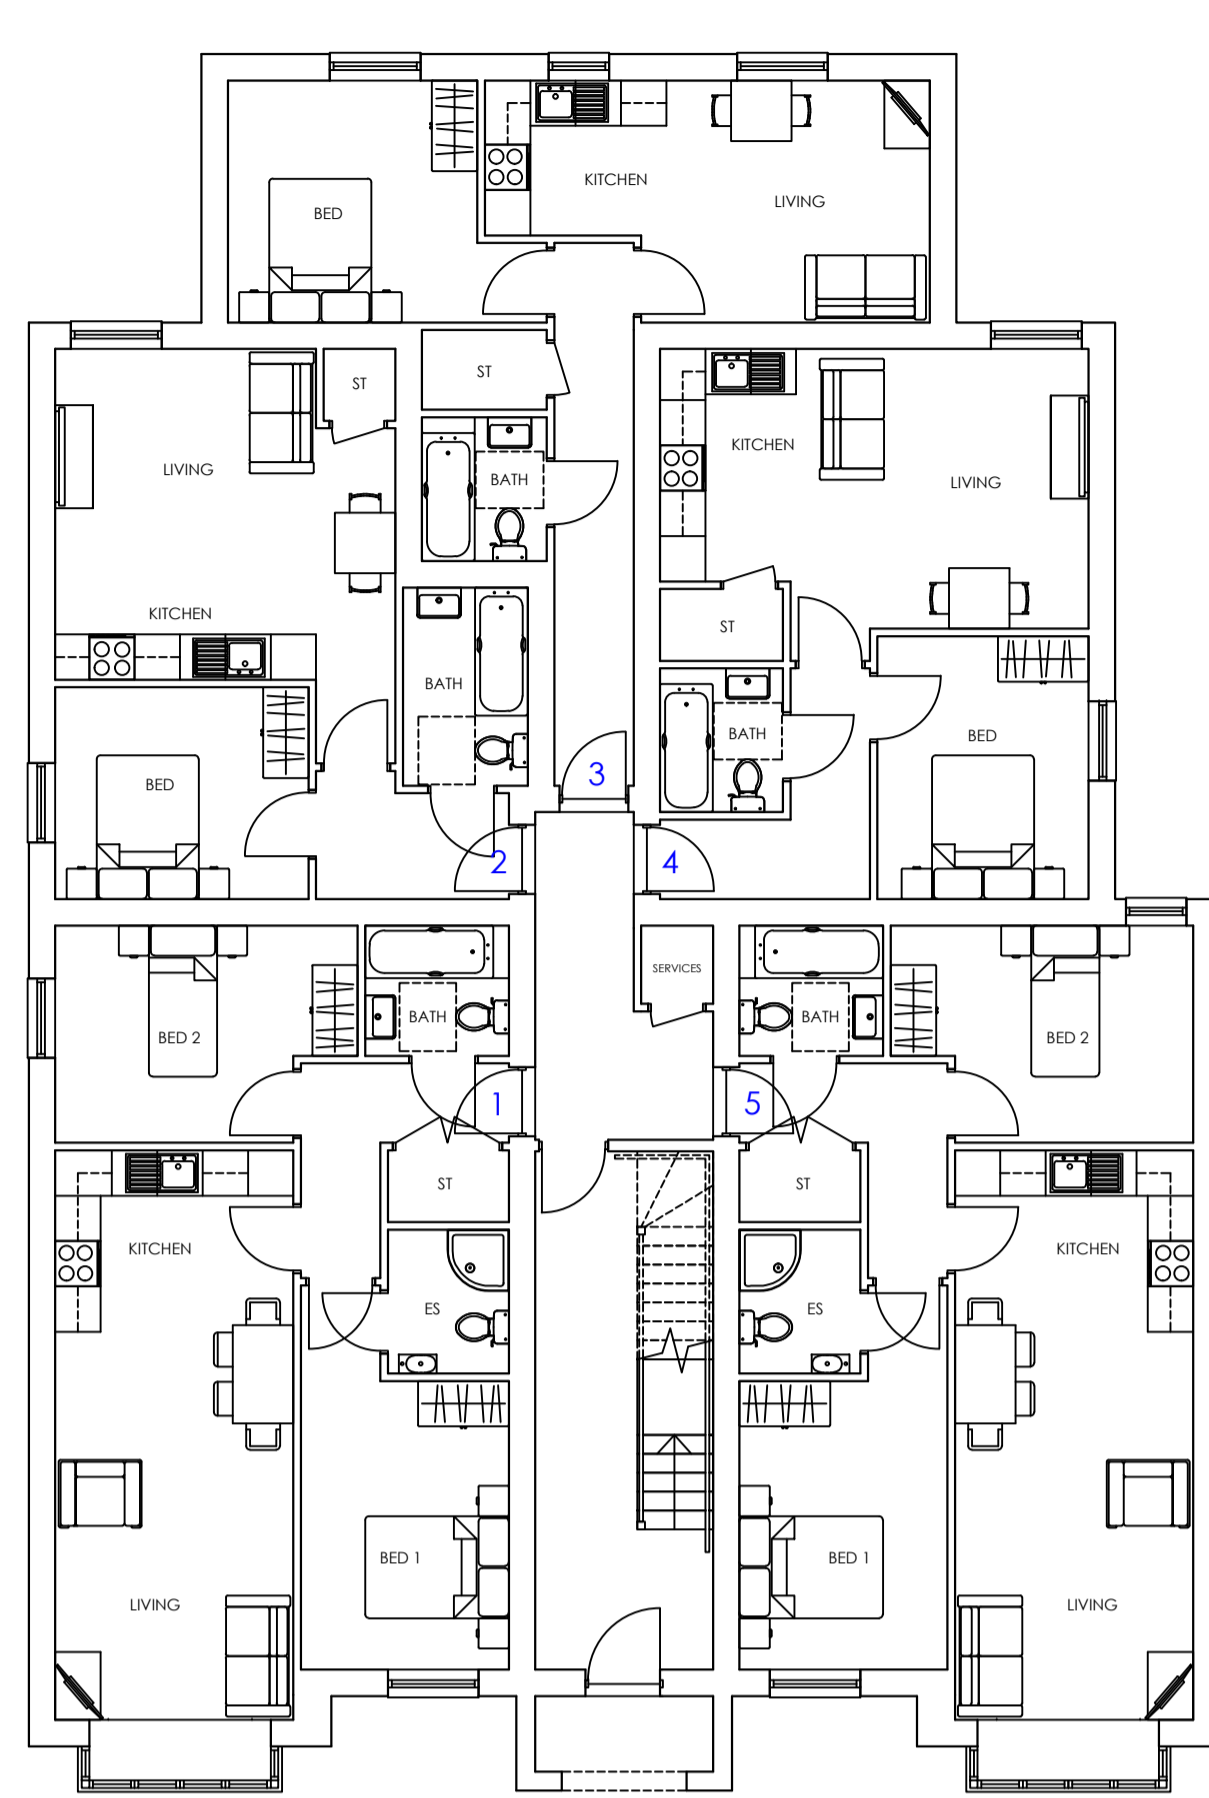 KITCHEN
LIVING
BED
ST
ST
LIVING
BATH
KITCHEN
LIVING
KITCHEN
ST
BATH
BATH
BED
BED
3
2
4
SERVICES
BED 2
BATH
BATH
BED 2
1
5
ST
ST
KITCHEN
ES
ES
KITCHEN
BED 1
BED 1
LIVING
LIVING